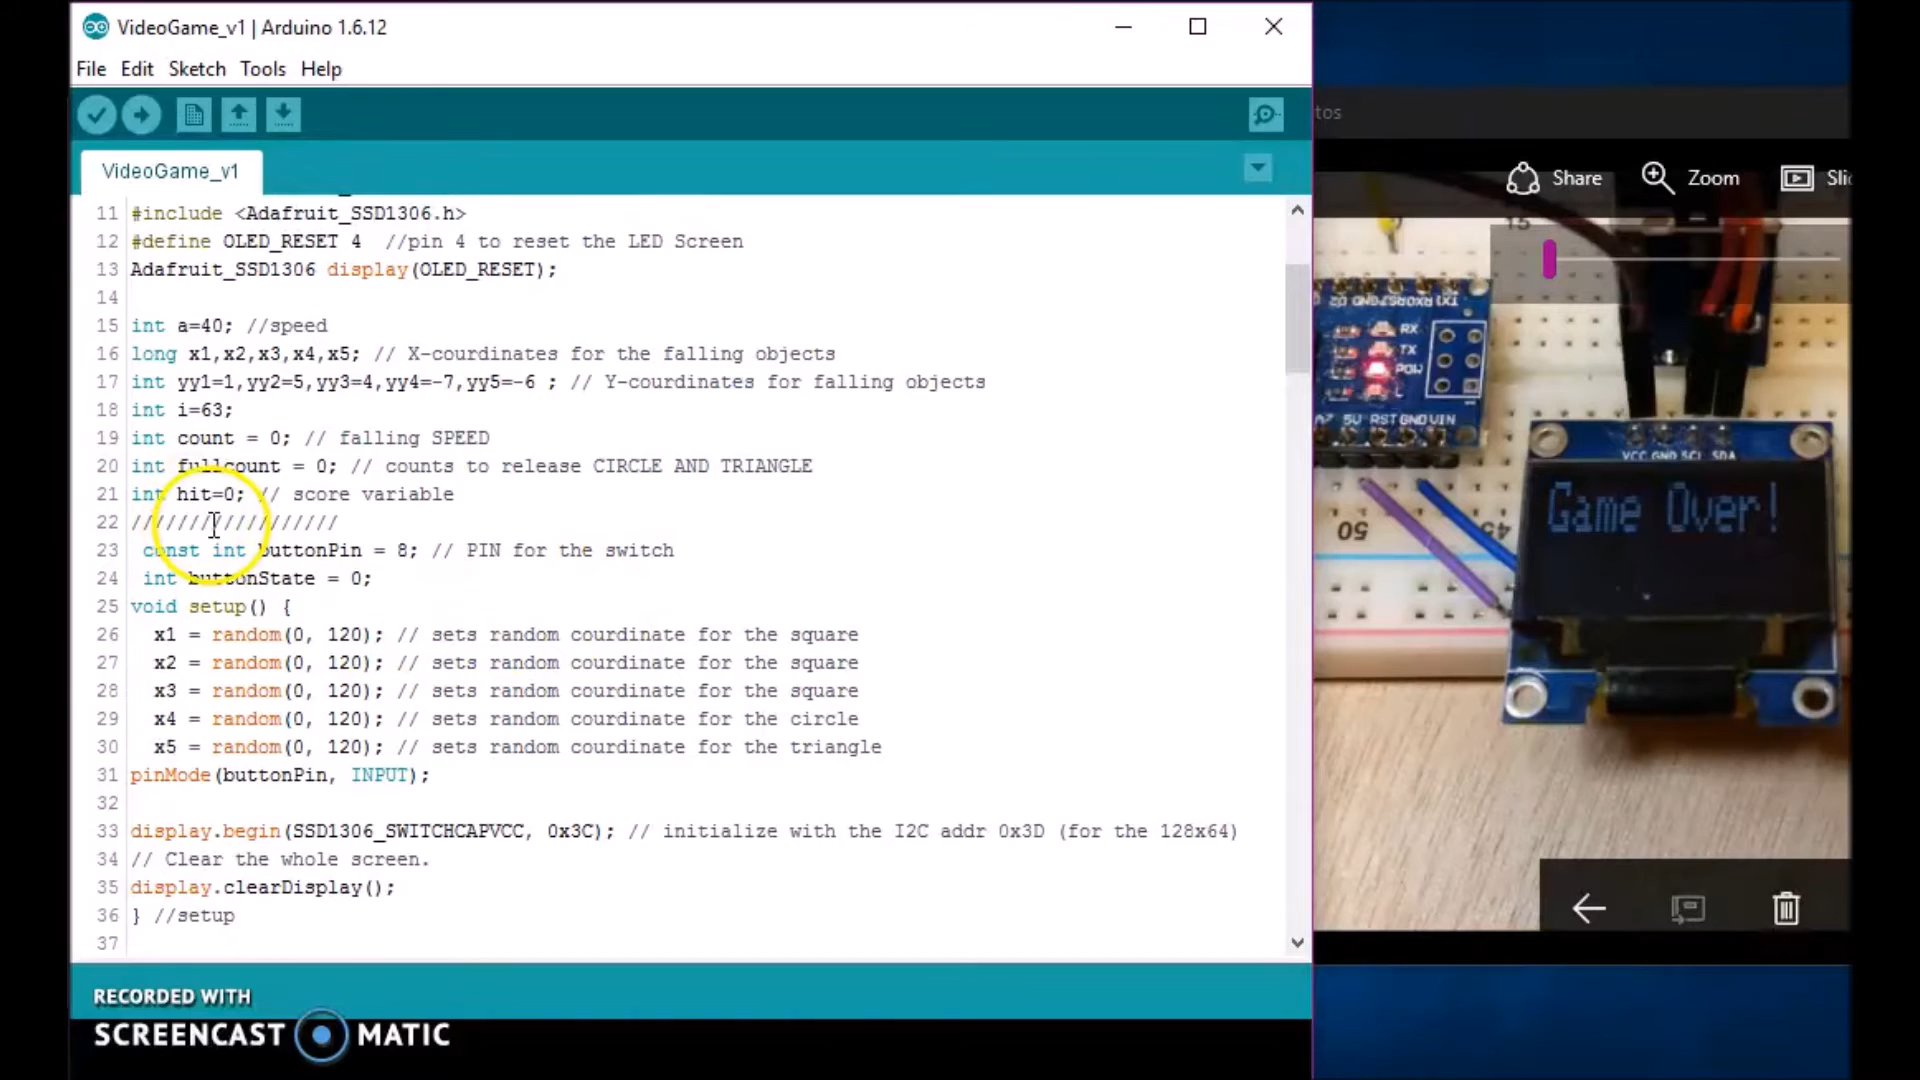 VideoGame_v1 | Arduino 1.6.12
File Edit Sketch Tools Help
VideoGame_v1
11 #include <Adafruit_SSD1306.h>
12 #define OLED_RESET 4 //pin 4 to reset the LED Screen
13 Adafruit_SSD1306 display(OLED_RESET);
14
15 int a=40; //speed
16 long x1,x2,x3,x4,x5; // X-coordinates for the falling objects
17 int yy1=1,yy2=5,yy3=4,yy4=-7,yy5=-6 ; // Y-coordinates for falling objects
18 int i=63;
19 int count = 0; // falling SPEED
20 int fullcount = 0; // counts to release CIRCLE AND TRIANGLE
21 int hit=0; // score variable
22 //////////////////
23 const int buttonPin = 8; // PIN for the switch
24 int buttonState = 0;
25 void setup() {
26 x1 = random(0, 120); // sets random courdinate for the square
27 x2 = random(0, 120); // sets random courdinate for the square
28 x3 = random(0, 120); // sets random courdinate for the square
29 x4 = random(0, 120); // sets random courdinate for the circle
30 x5 = random(0, 120); // sets random courdinate for the triangle
31 pinMode(buttonPin, INPUT);
32
33 display.begin(SSD1306_SWITCHCAPVCC, 0x3C); // initialize with the I2C addr 0x3D (for the 128x64)
34 // Clear the whole screen.
35 display.clearDisplay();
36 } //setup
37
RECORDED WITH
SCREENCAST MATIC
tos
Share Zoom Sli
15
RX
TX
POW
L
A7 5V RST GND VIN
VCC GND SCL SDA
Game Over!
50
45